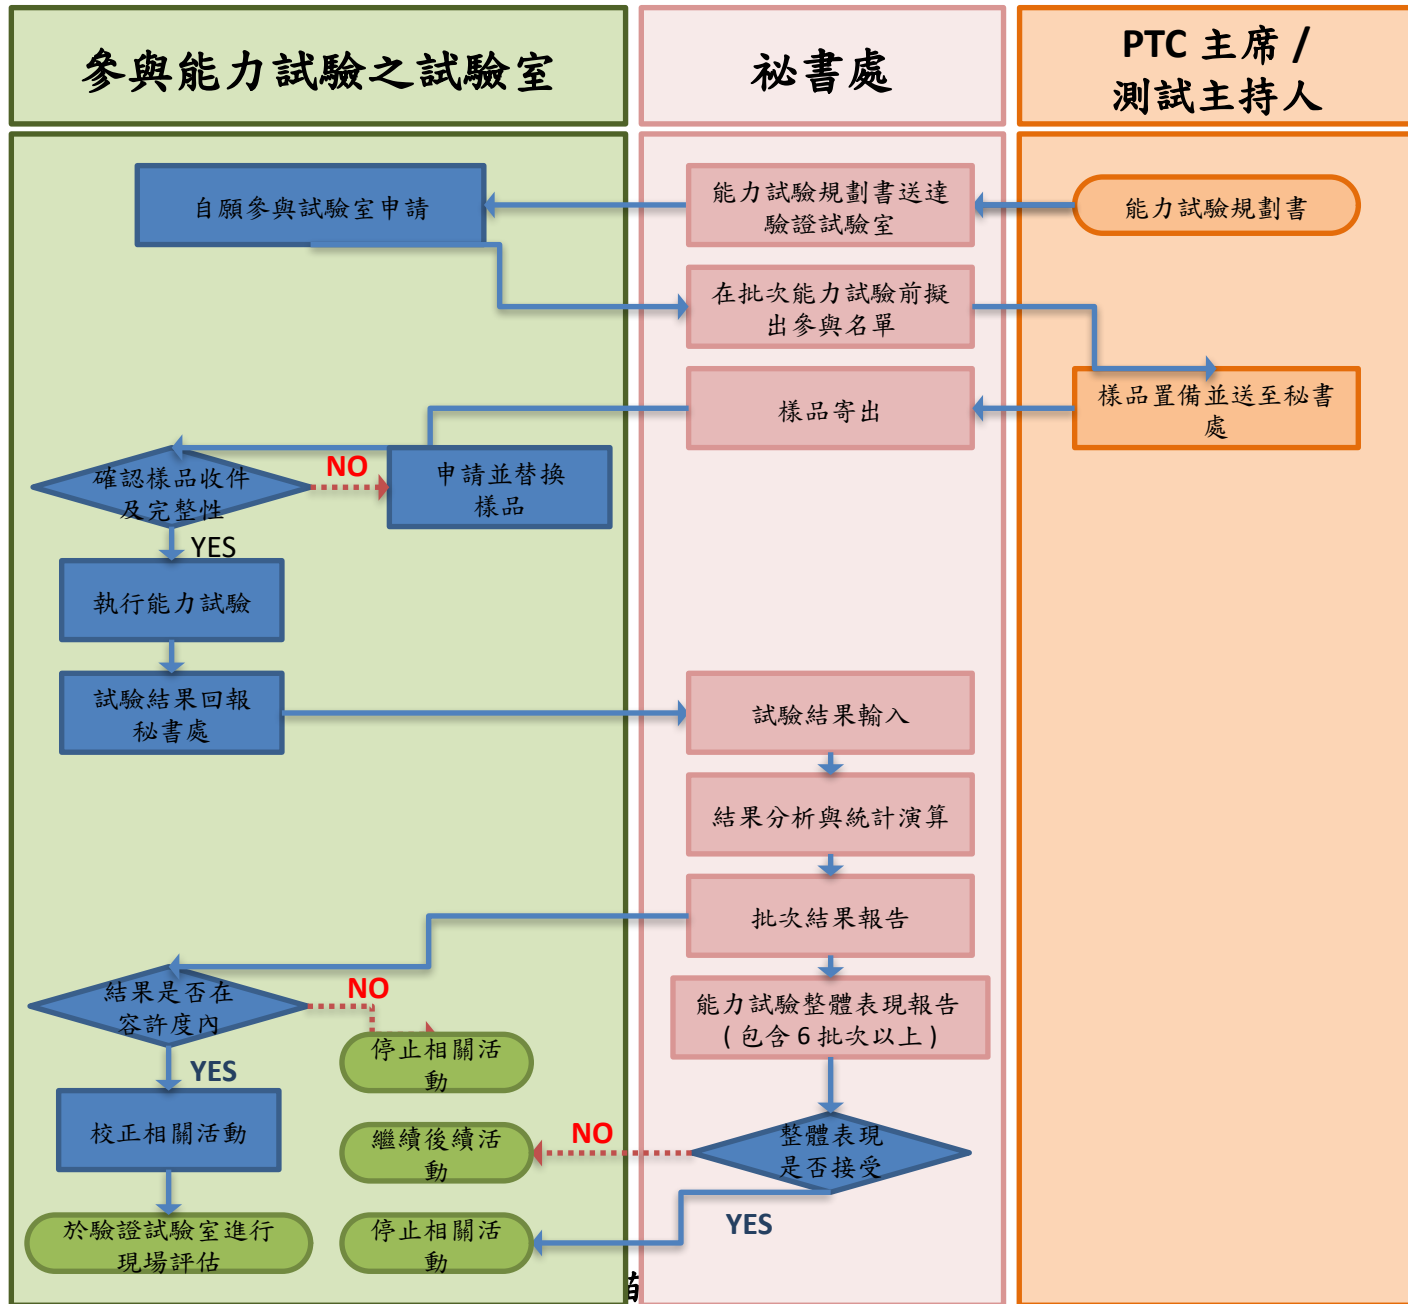 參與能力試驗之試驗室
祕書處
PTC 主席 /
測試主持人
自願參與試驗室申請
能力試驗規劃書送達
驗證試驗室
能力試驗規劃書
在批次能力試驗前擬
出參與名單
樣品寄出
樣品置備並送至秘書
處
確認樣品收件
及完整性
NO
申請並替換
樣品
YES
執行能力試驗
試驗結果回報
秘書處
試驗結果輸入
結果分析與統計演算
批次結果報告
結果是否在
容許度內
NO
停止相關活
動
能力試驗整體表現報告
( 包含 6 批次以上 )
YES
校正相關活動
繼續後續活
動
NO
整體表現
是否接受
YES
於驗證試驗室進行
現場評估
停止相關活
動